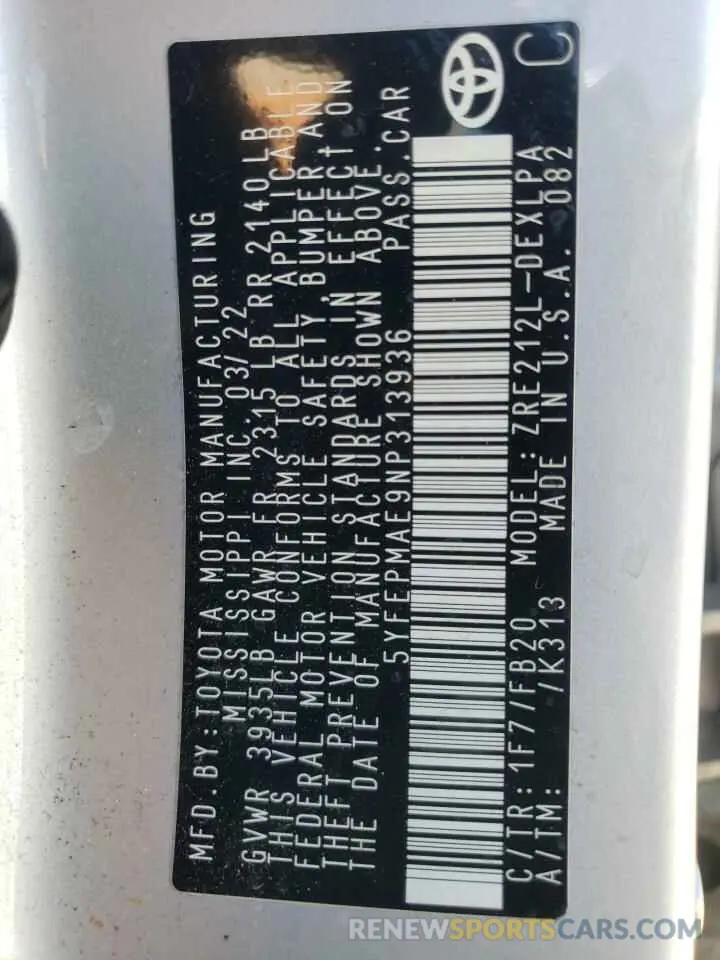 MFD.BY:TOYOTA MOTOR MANUFACTURING
MISSISSIPPI INC. 03/22
GVWR 3935LB GAWR FR 2315 LB RR 2140LB
THIS VEHICLE CONFORMS TO ALL APPLICABLE
FEDERAL MOTOR VEHICLE SAFETY, BUMPER AND
THEFT PREVENTION STANDARDS IN EFFECT ON
THE DATE OF MANUFACTURE SHOWN ABOVE.
5YFEPMAE9NP313936 PASS.CAR
C/TR: 1F7/FB20 MODEL: ZRE212L-DEXLPA
A/TM: /K313 MADE IN U.S.A. 082
C
RENEWSPORTSCARS.COM